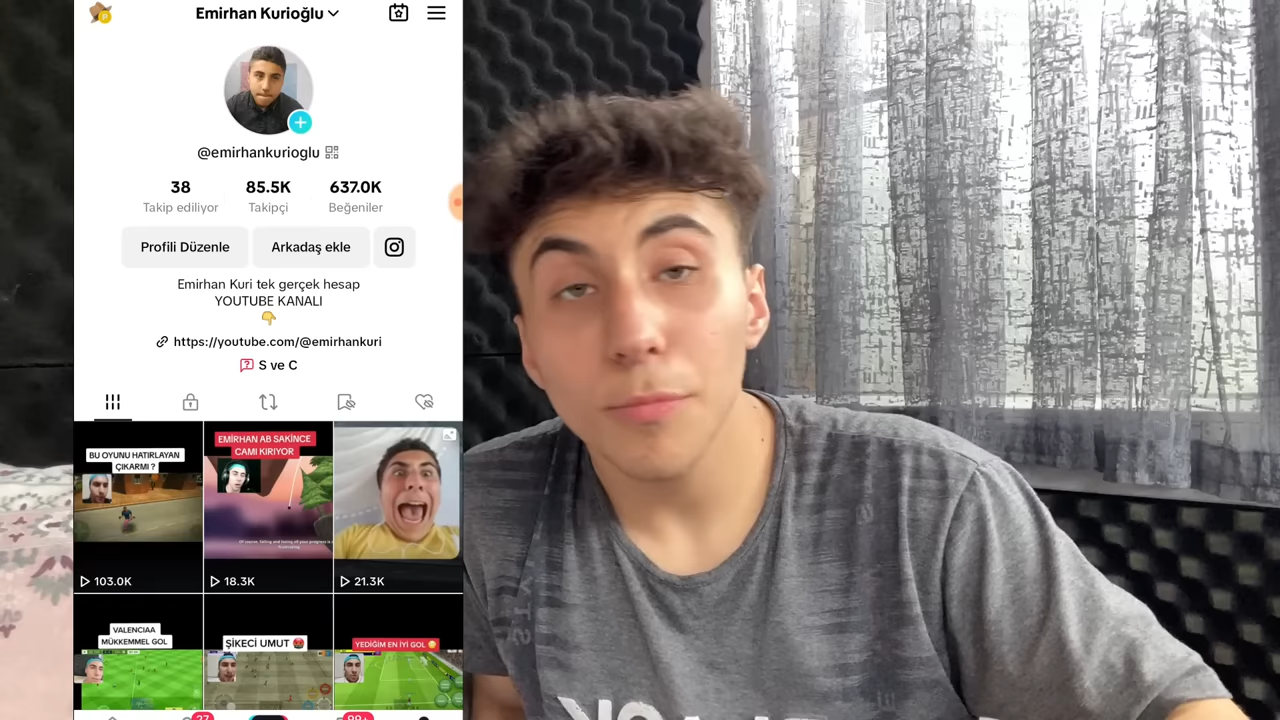 Emirhan Kurioğlu
@emirhankurioglu
38 85.5K 637.0K
Takip ediliyor Takipçi Beğeniler
Profili Düzenle Arkadaş ekle
Emirhan Kuri tek gerçek hesap
YOUTUBE KANALI
https://youtube.com/@emirhankuri
S ve C
BU OYUNU HATIRLAYAN
ÇIKARMI ?
103.0K
EMİRHAN AB SAKİNCE
CAMI KIRIYOR
18.3K
21.3K
VALENCIAA
MÜKKEMMEL GOL
ŞİKECİ UMUT
YEDİĞİM EN İYİ GOL
27
99+